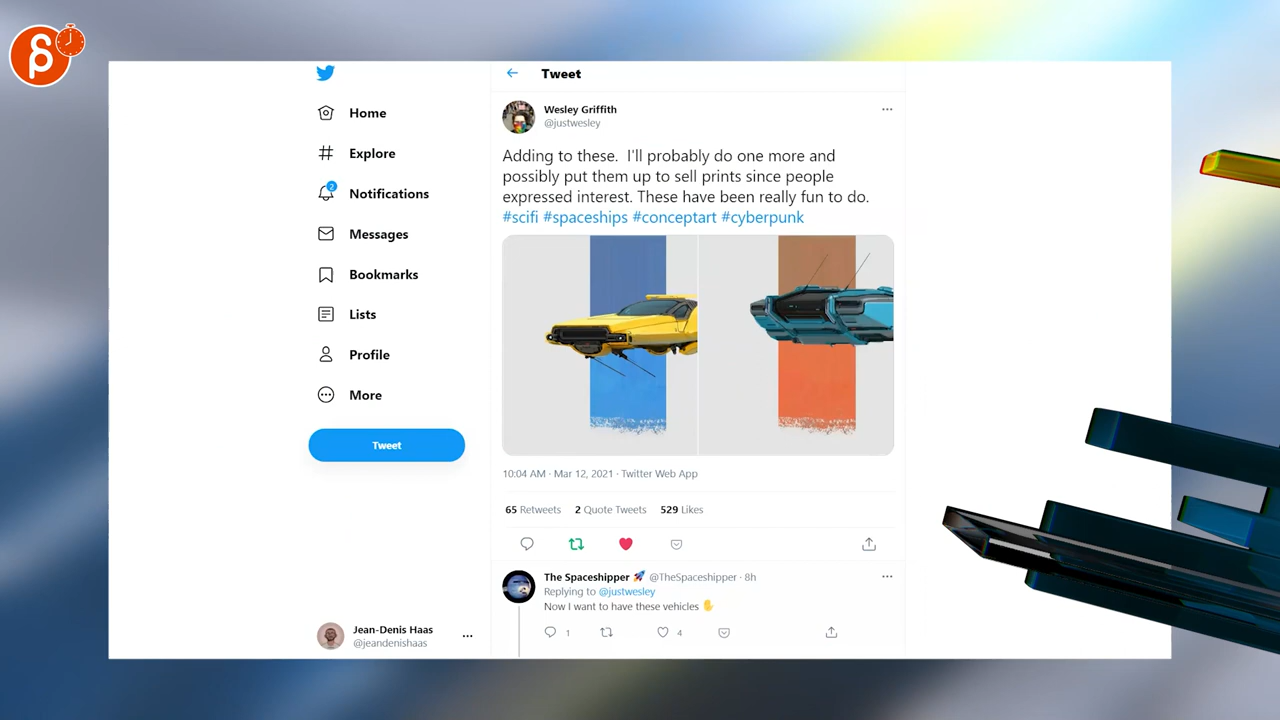 Tweet
Wesley Griffith
@justwesley
Adding to these.  I'll probably do one more and
possibly put them up to sell prints since people
expressed interest. These have been really fun to do.
#scifi #spaceships #conceptart #cyberpunk
10:04 AM · Mar 12, 2021 · Twitter Web App
65 Retweets 2 Quote Tweets 529 Likes
The Spaceshipper 🚀 @TheSpaceshipper · 8h
Replying to @justwesley
Now I want to have these vehicles ✋
1 4
Home
Explore
2
Notifications
Messages
Bookmarks
Lists
Profile
More
Tweet
Jean-Denis Haas
@jeandenishaas